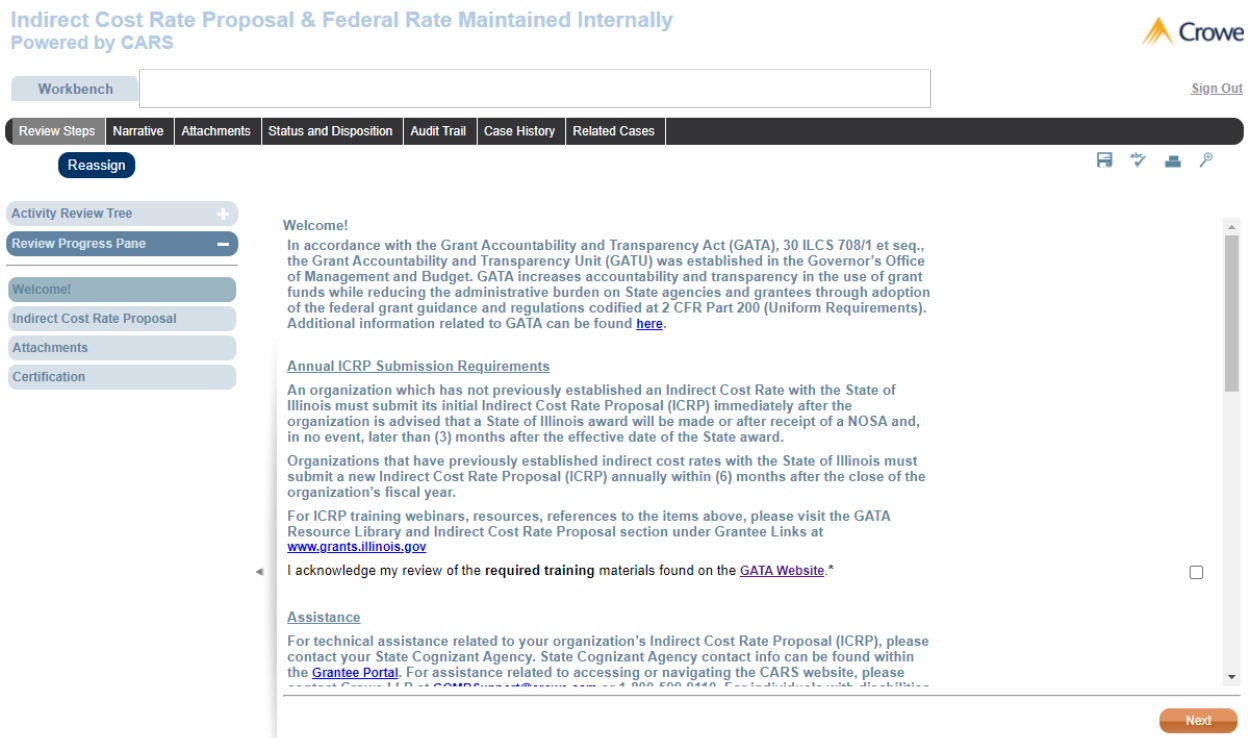 Indirect Cost Rate Proposal & Federal Rate Maintained Internally
Powered by CARS
Crowe
Workbench
Sign Out
Review Steps Narrative Attachments Status and Disposition Audit Trail Case History Related Cases
Reassign
abc
Activity Review Tree
Review Progress Pane
Welcome!
Indirect Cost Rate Proposal
Attachments
Certification
Welcome!
In accordance with the Grant Accountability and Transparency Act (GATA), 30 ILCS 708/1 et seq.,
the Grant Accountability and Transparency Unit (GATU) was established in the Governor's Office
of Management and Budget. GATA increases accountability and transparency in the use of grant
funds while reducing the administrative burden on State agencies and grantees through adoption
of the federal grant guidance and regulations codified at 2 CFR Part 200 (Uniform Requirements).
Additional information related to GATA can be found here.
Annual ICRP Submission Requirements
An organization which has not previously established an Indirect Cost Rate with the State of
Illinois must submit its initial Indirect Cost Rate Proposal (ICRP) immediately after the
organization is advised that a State of Illinois award will be made or after receipt of a NOSA and,
in no event, later than (3) months after the effective date of the State award.
Organizations that have previously established indirect cost rates with the State of Illinois must
submit a new Indirect Cost Rate Proposal (ICRP) annually within (6) months after the close of the
organization's fiscal year.
For ICRP training webinars, resources, references to the items above, please visit the GATA
Resource Library and Indirect Cost Rate Proposal section under Grantee Links at
www.grants.illinois.gov
I acknowledge my review of the required training materials found on the GATA Website.*
Assistance
For technical assistance related to your organization's Indirect Cost Rate Proposal (ICRP), please
contact your State Cognizant Agency. State Cognizant Agency contact info can be found within
the Grantee Portal. For assistance related to accessing or navigating the CARS website, please
Next